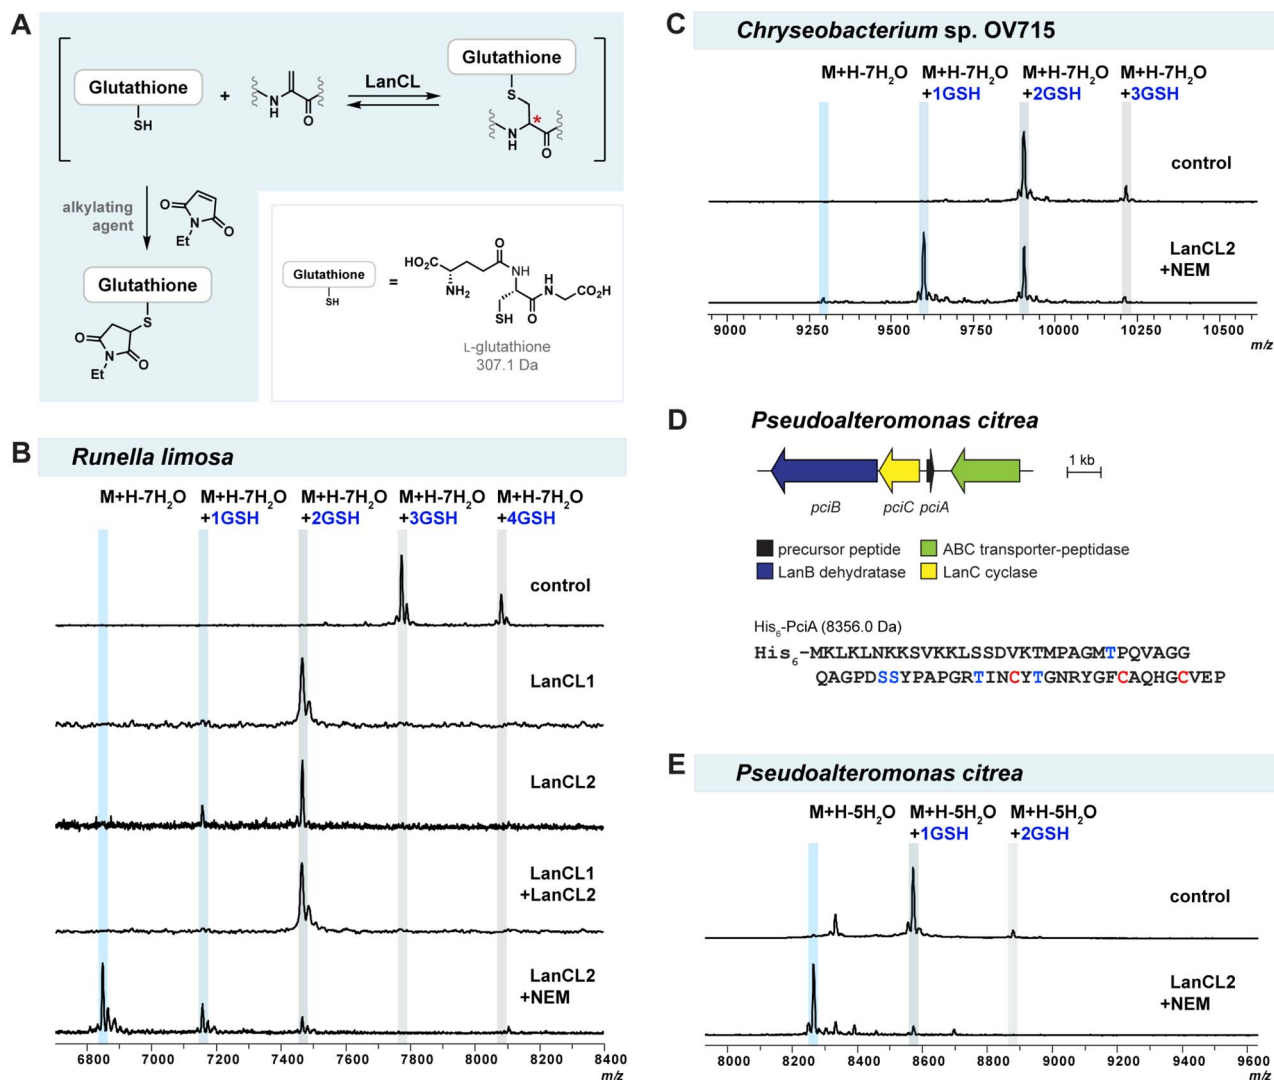 A
Glutathione
SH
+
N
H
O
LanCL
Glutathione
S
*
N
H
O
alkylating
agent
O
N
O
Et
Glutathione
S
O
N
O
Et
Glutathione
SH
=
HO2C
NH2
O
NH
SH
O
H
N
CO2H
L-glutathione
307.1 Da
B
Runella limosa
M+H-7H2O
M+H-7H2O
+1GSH
M+H-7H2O
+2GSH
M+H-7H2O
+3GSH
M+H-7H2O
+4GSH
control
LanCL1
LanCL2
LanCL1
+LanCL2
LanCL2
+NEM
6800 7000 7200 7400 7600 7800 8000 8200 8400
m/z
C
Chryseobacterium sp. OV715
M+H-7H2O
M+H-7H2O
+1GSH
M+H-7H2O
+2GSH
M+H-7H2O
+3GSH
control
LanCL2
+NEM
9000 9250 9500 9750 10000 10250 10500
m/z
D
Pseudoalteromonas citrea
1 kb
pciB pciC pciA
precursor peptide
ABC transporter-peptidase
LanB dehydratase
LanC cyclase
His6-PciA (8356.0 Da)
His6-MKLKLNKKSVKKLSSDVKTMPAGMTPQVAGG
QAGPDSSYPAPGRTINCYTGNRYGFCAQHGCVEP
E
Pseudoalteromonas citrea
M+H-5H2O
M+H-5H2O
+1GSH
M+H-5H2O
+2GSH
control
LanCL2
+NEM
8000 8200 8400 8600 8800 9000 9200 9400 9600
m/z